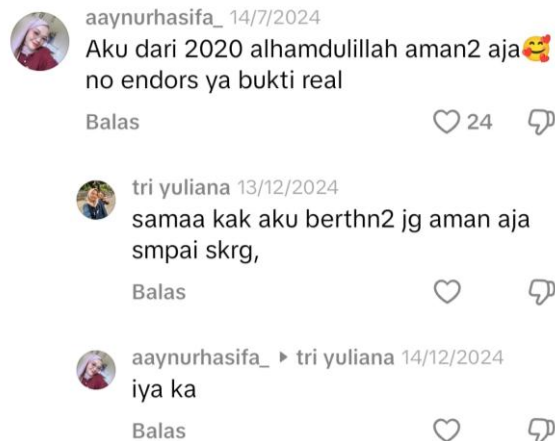 aaynurhasifa_ 14/7/2024
Aku dari 2020 alhamdulillah aman2 aja🥰
no endors ya bukti real
Balas 24
tri yuliana 13/12/2024
samaa kak aku berthn2 jg aman aja
smpai skrg,
Balas
aaynurhasifa_ ▸ tri yuliana 14/12/2024
iya ka
Balas